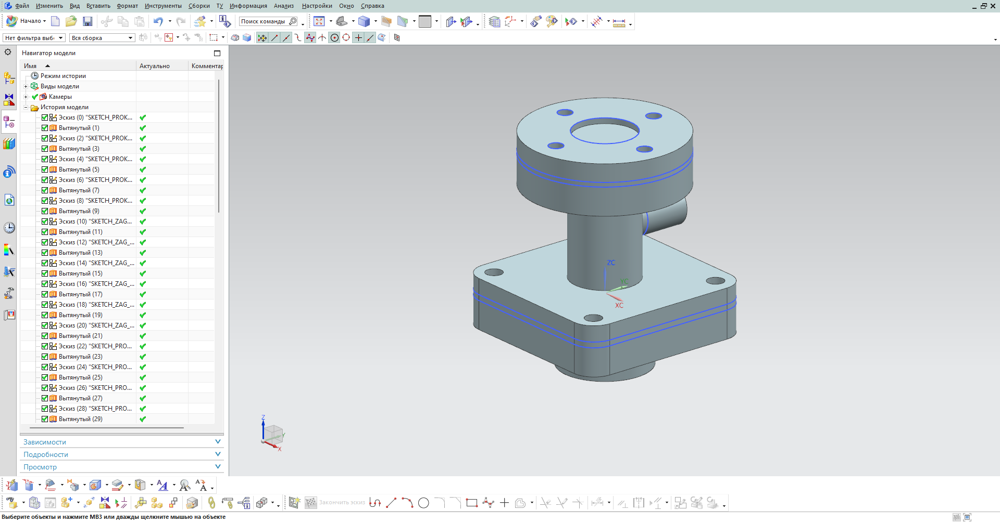 Файл Изменить Вид Вставить Формат Инструменты Сборки ТУ Информация Анализ Настройки Окно Справка
Начало
Поиск команды
Нет фильтра выбо
Вся сборка
Навигатор модели
Имя Актуально Комментар
Режим истории
Виды модели
Камеры
История модели
Эскиз (0) "SKETCH_PROK...
Вытянутый (1)
Эскиз (2) "SKETCH_PROK...
Вытянутый (3)
Эскиз (4) "SKETCH_PROK...
Вытянутый (5)
Эскиз (6) "SKETCH_PROK...
Вытянутый (7)
Эскиз (8) "SKETCH_PROK...
Вытянутый (9)
Эскиз (10) "SKETCH_ZAG_...
Вытянутый (11)
Эскиз (12) "SKETCH_ZAG_...
Вытянутый (13)
Эскиз (14) "SKETCH_ZAG_...
Вытянутый (15)
Эскиз (16) "SKETCH_ZAG_...
Вытянутый (17)
Эскиз (18) "SKETCH_ZAG_...
Вытянутый (19)
Эскиз (20) "SKETCH_ZAG_...
Вытянутый (21)
Эскиз (22) "SKETCH_PRO...
Вытянутый (23)
Эскиз (24) "SKETCH_PRO...
Вытянутый (25)
Эскиз (26) "SKETCH_PRO...
Вытянутый (27)
Эскиз (28) "SKETCH_PRO...
Вытянутый (29)
Зависимости
Подробности
Просмотр
ZC
YC
XC
Z
Y
X
Закончить эскиз
Выберите объекты и нажмите MB3 или дважды щелкните мышью на объекте